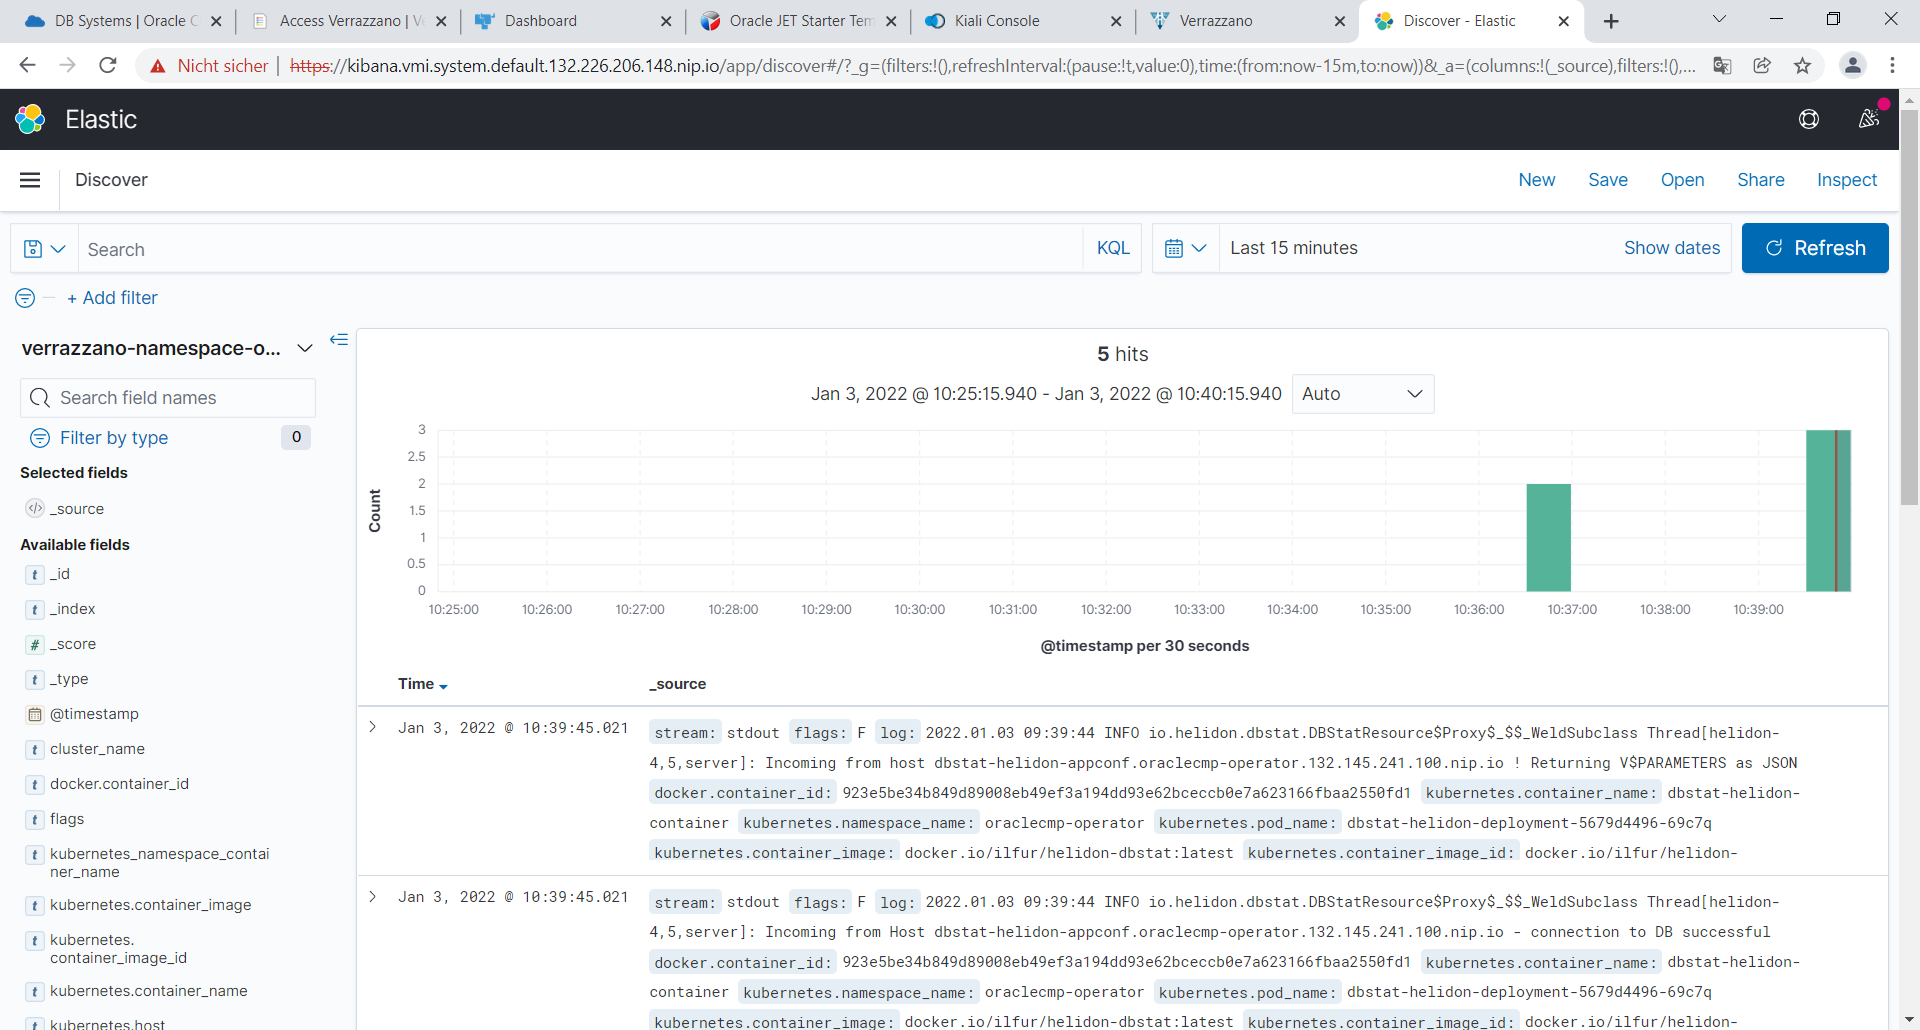 DB Systems | Oracle C
Access Verrazzano | Ve
Dashboard
Oracle JET Starter Tem
Kiali Console
Verrazzano
Discover - Elastic
Nicht sicher | https://kibana.vmi.system.default.132.226.206.148.nip.io/app/discover#/?_g=(filters:!(),refreshInterval:(pause:!t,value:0),time:(from:now-15m,to:now))&_a=(columns:!(_source),filters:!(),...
Elastic
Discover
New Save Open Share Inspect
Search KQL Last 15 minutes Show dates Refresh
+ Add filter
verrazzano-namespace-o...
Search field names
Filter by type 0
Selected fields
_source
Available fields
t _id
t _index
# _score
t _type
@timestamp
t cluster_name
t docker.container_id
t flags
t kubernetes_namespace_contai
ner_name
t kubernetes.container_image
t kubernetes.
container_image_id
t kubernetes.container_name
t kubernetes.host
5 hits
Jan 3, 2022 @ 10:25:15.940 - Jan 3, 2022 @ 10:40:15.940 Auto
3
2.5
2
1.5
1
0.5
0
Count
10:25:00 10:26:00 10:27:00 10:28:00 10:29:00 10:30:00 10:31:00 10:32:00 10:33:00 10:34:00 10:35:00 10:36:00 10:37:00 10:38:00 10:39:00
@timestamp per 30 seconds
Time _source
Jan 3, 2022 @ 10:39:45.021 stream: stdout flags: F log: 2022.01.03 09:39:44 INFO io.helidon.dbstat.DBStatResource$Proxy$_$$_WeldSubclass Thread[helidon-
4,5,server]: Incoming from host dbstat-helidon-appconf.oraclecmp-operator.132.145.241.100.nip.io ! Returning V$PARAMETERS as JSON
docker.container_id: 923e5be34b849d89008eb49ef3a194dd93e62bceccb0e7a623166fbaa2550fd1 kubernetes.container_name: dbstat-helidon-
container kubernetes.namespace_name: oraclecmp-operator kubernetes.pod_name: dbstat-helidon-deployment-5679d4496-69c7q
kubernetes.container_image: docker.io/ilfur/helidon-dbstat:latest kubernetes.container_image_id: docker.io/ilfur/helidon-
Jan 3, 2022 @ 10:39:45.021 stream: stdout flags: F log: 2022.01.03 09:39:44 INFO io.helidon.dbstat.DBStatResource$Proxy$_$$_WeldSubclass Thread[helidon-
4,5,server]: Incoming from Host dbstat-helidon-appconf.oraclecmp-operator.132.145.241.100.nip.io - connection to DB successful
docker.container_id: 923e5be34b849d89008eb49ef3a194dd93e62bceccb0e7a623166fbaa2550fd1 kubernetes.container_name: dbstat-helidon-
container kubernetes.namespace_name: oraclecmp-operator kubernetes.pod_name: dbstat-helidon-deployment-5679d4496-69c7q
kubernetes.container_image: docker.io/ilfur/helidon-dbstat:latest kubernetes.container_image_id: docker.io/ilfur/helidon-